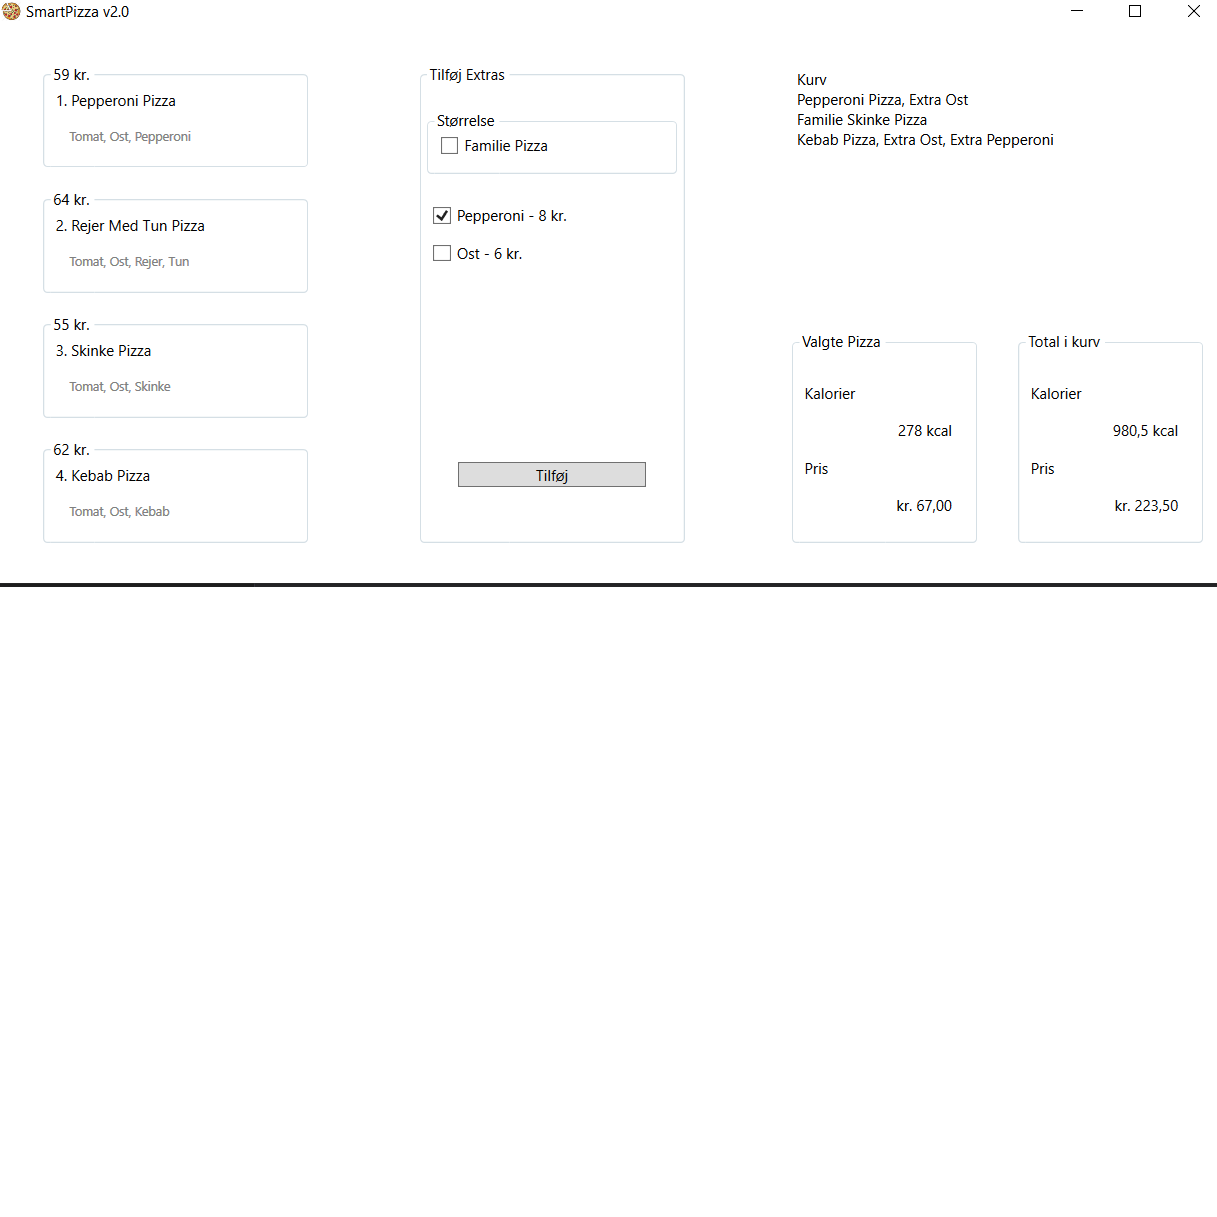 SmartPizza v2.0
59 kr.
1. Pepperoni Pizza
Tomat, Ost, Pepperoni
64 kr.
2. Rejer Med Tun Pizza
Tomat, Ost, Rejer, Tun
55 kr.
3. Skinke Pizza
Tomat, Ost, Skinke
62 kr.
4. Kebab Pizza
Tomat, Ost, Kebab
Tilføj Extras
Størrelse
Familie Pizza
Pepperoni - 8 kr.
Ost - 6 kr.
Tilføj
Kurv
Pepperoni Pizza, Extra Ost
Familie Skinke Pizza
Kebab Pizza, Extra Ost, Extra Pepperoni
Valgte Pizza
Kalorier
278 kcal
Pris
kr. 67,00
Total i kurv
Kalorier
980,5 kcal
Pris
kr. 223,50